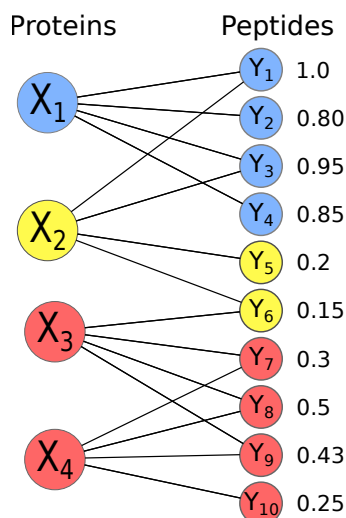 Proteins Peptides
X1
X2
X3
X4
Y1 1.0
Y2 0.80
Y3 0.95
Y4 0.85
Y5 0.2
Y6 0.15
Y7 0.3
Y8 0.5
Y9 0.43
Y10 0.25